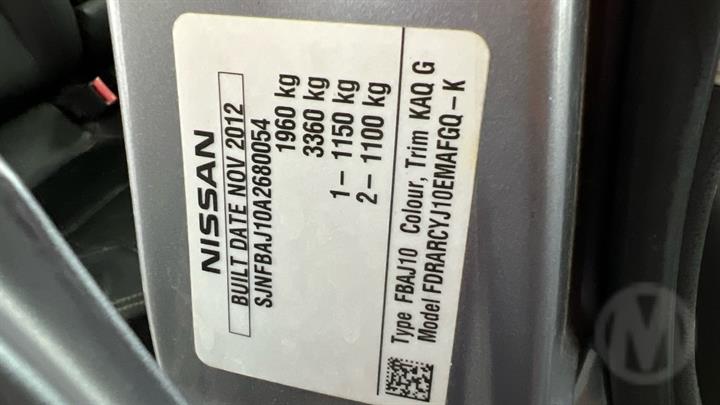 NISSAN
BUILT DATE NOV 2012
SJNFBAJ10A2680054
1960 kg
3360 kg
1 – 1150 kg
2 – 1100 kg
Type FBAJ10 Colour, Trim KAQ G
Model FDRARCYJ10EMAFGQ – K
M